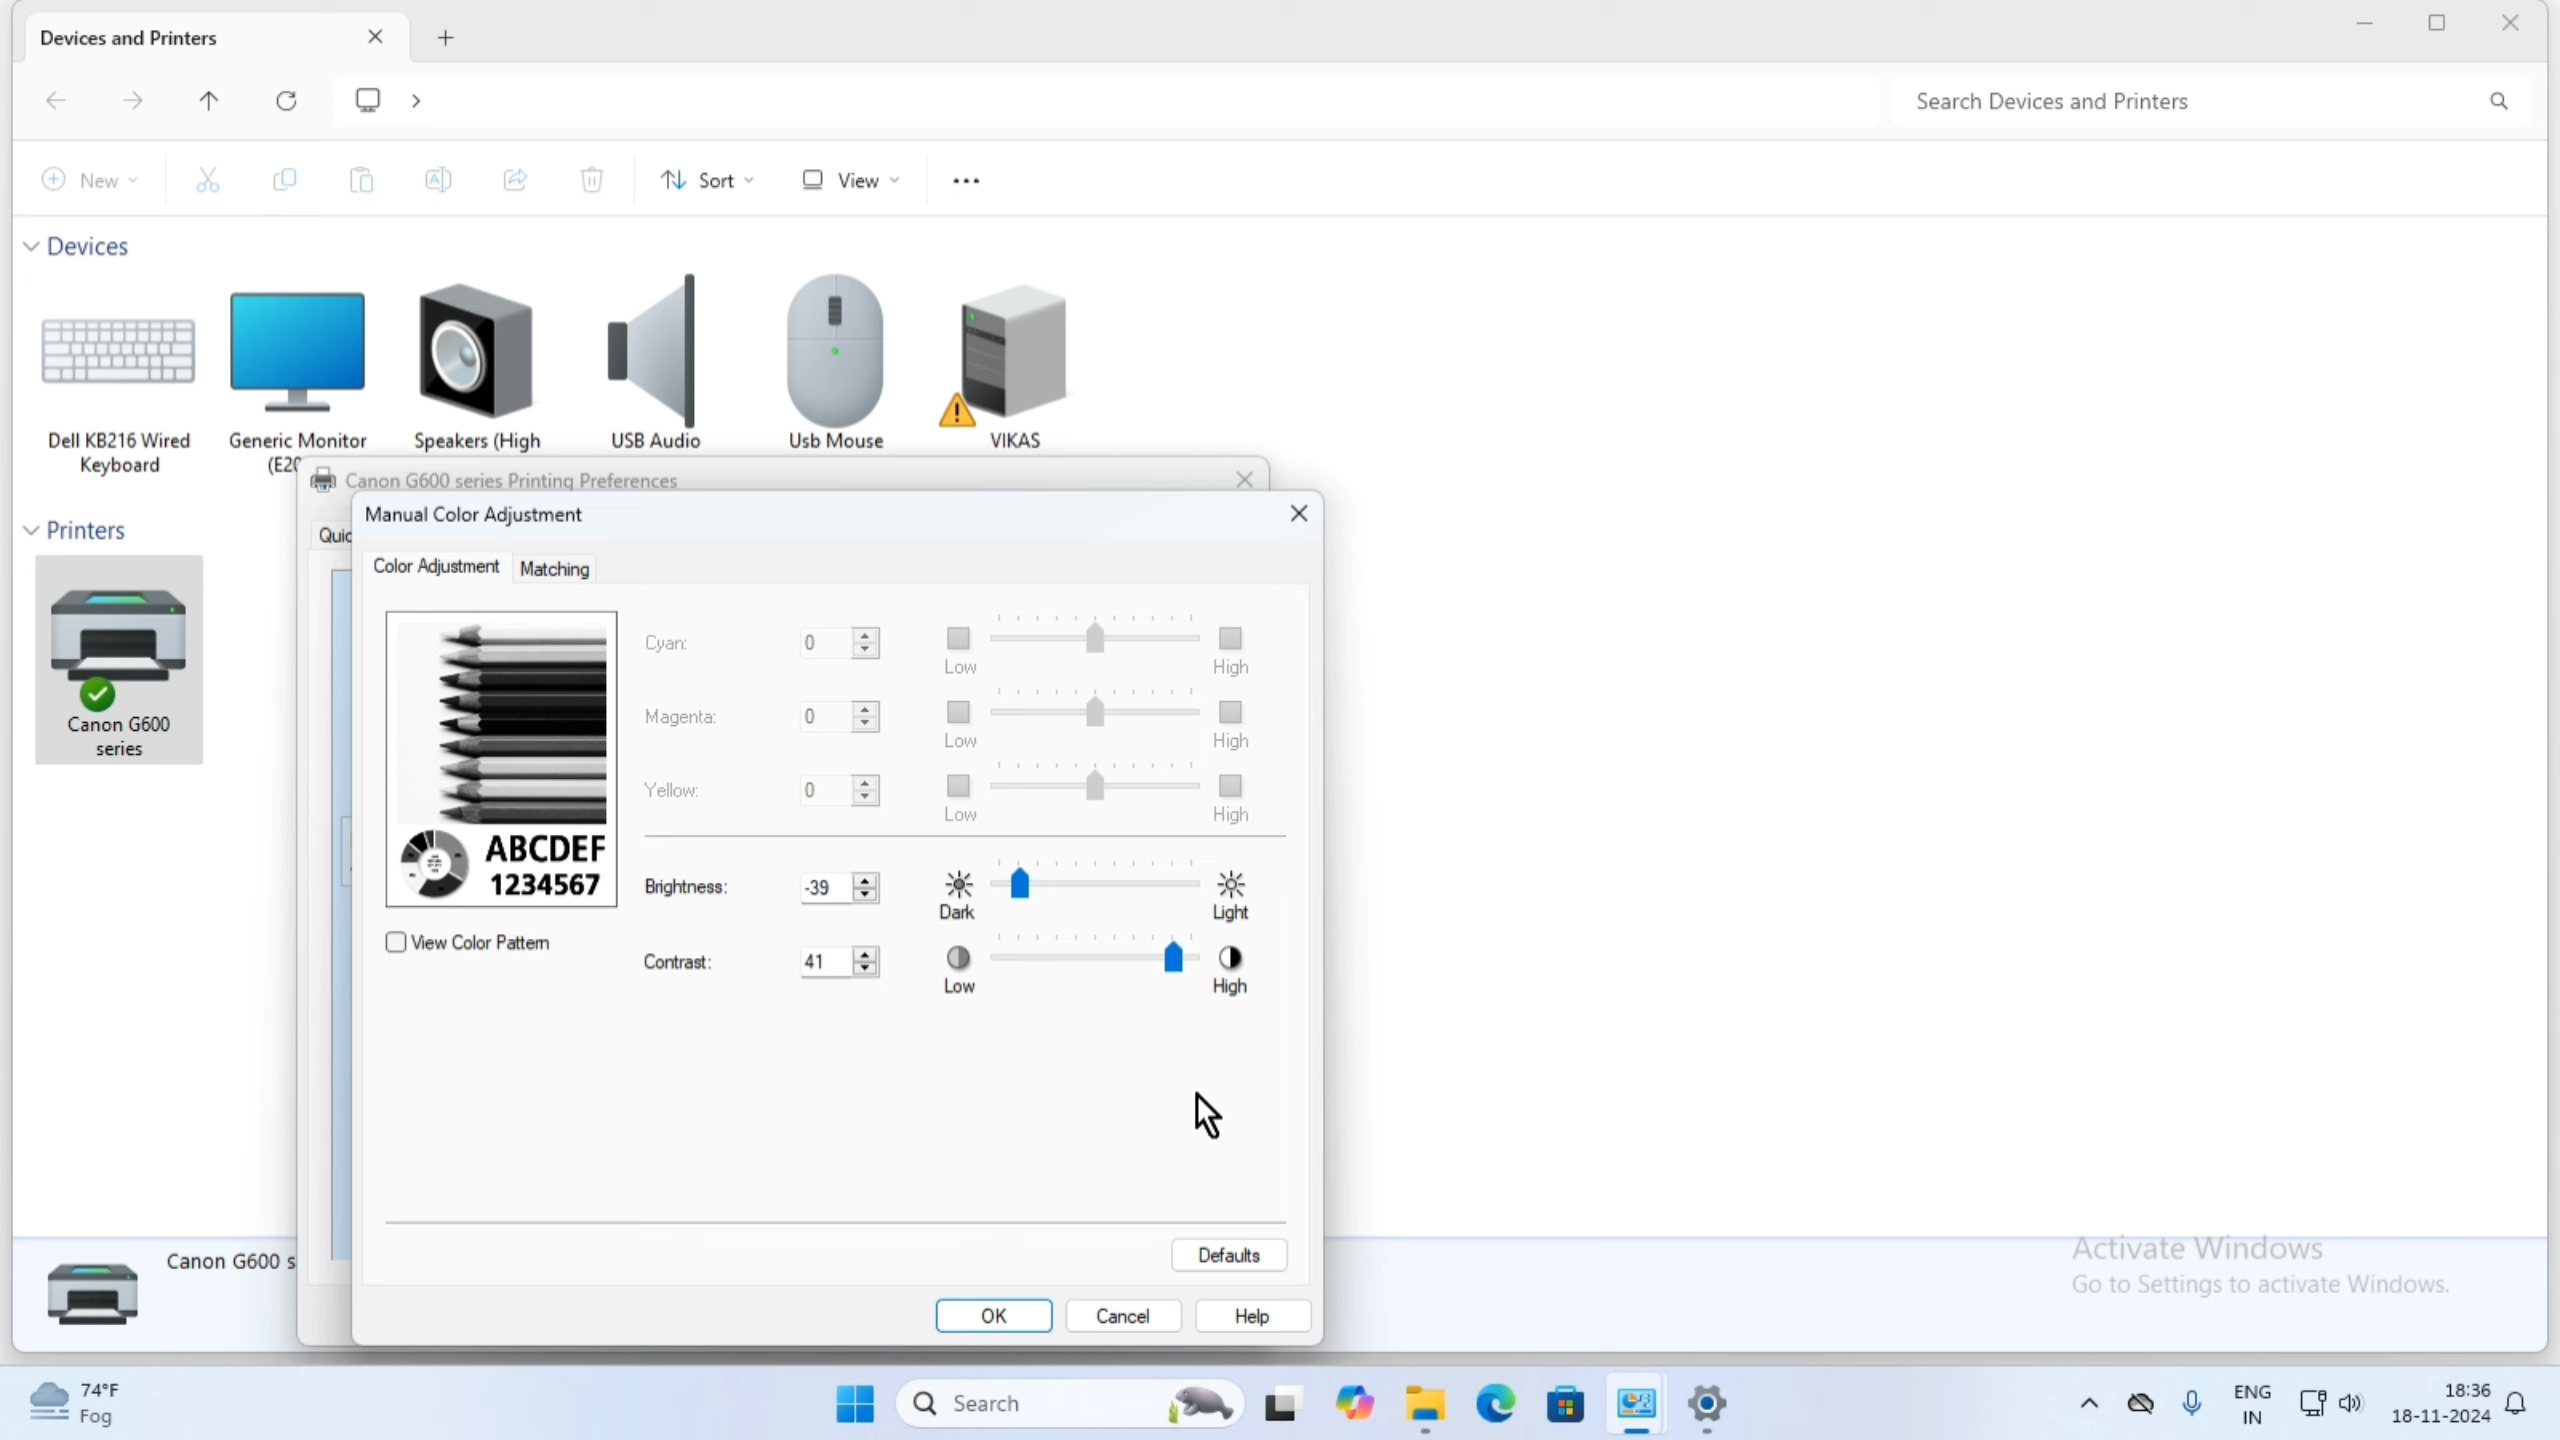 Devices and Printers
Search Devices and Printers
New
Sort
View
Devices
Dell KB216 Wired
Keyboard
Generic Monitor
(E20
Speakers (High
USB Audio
Usb Mouse
VIKAS
Canon G600 series Printing Preferences
Quic
Printers
Canon G600
series
Manual Color Adjustment
Color Adjustment
Matching
ABCDEF
1234567
View Color Pattern
Cyan: 0
Low High
Magenta: 0
Low High
Yellow: 0
Low High
Brightness: -39
Dark Light
Contrast: 41
Low High
Defaults
OK
Cancel
Help
Canon G600 s
Activate Windows
Go to Settings to activate Windows.
74°F
Fog
Search
ENG
IN
18:36
18-11-2024